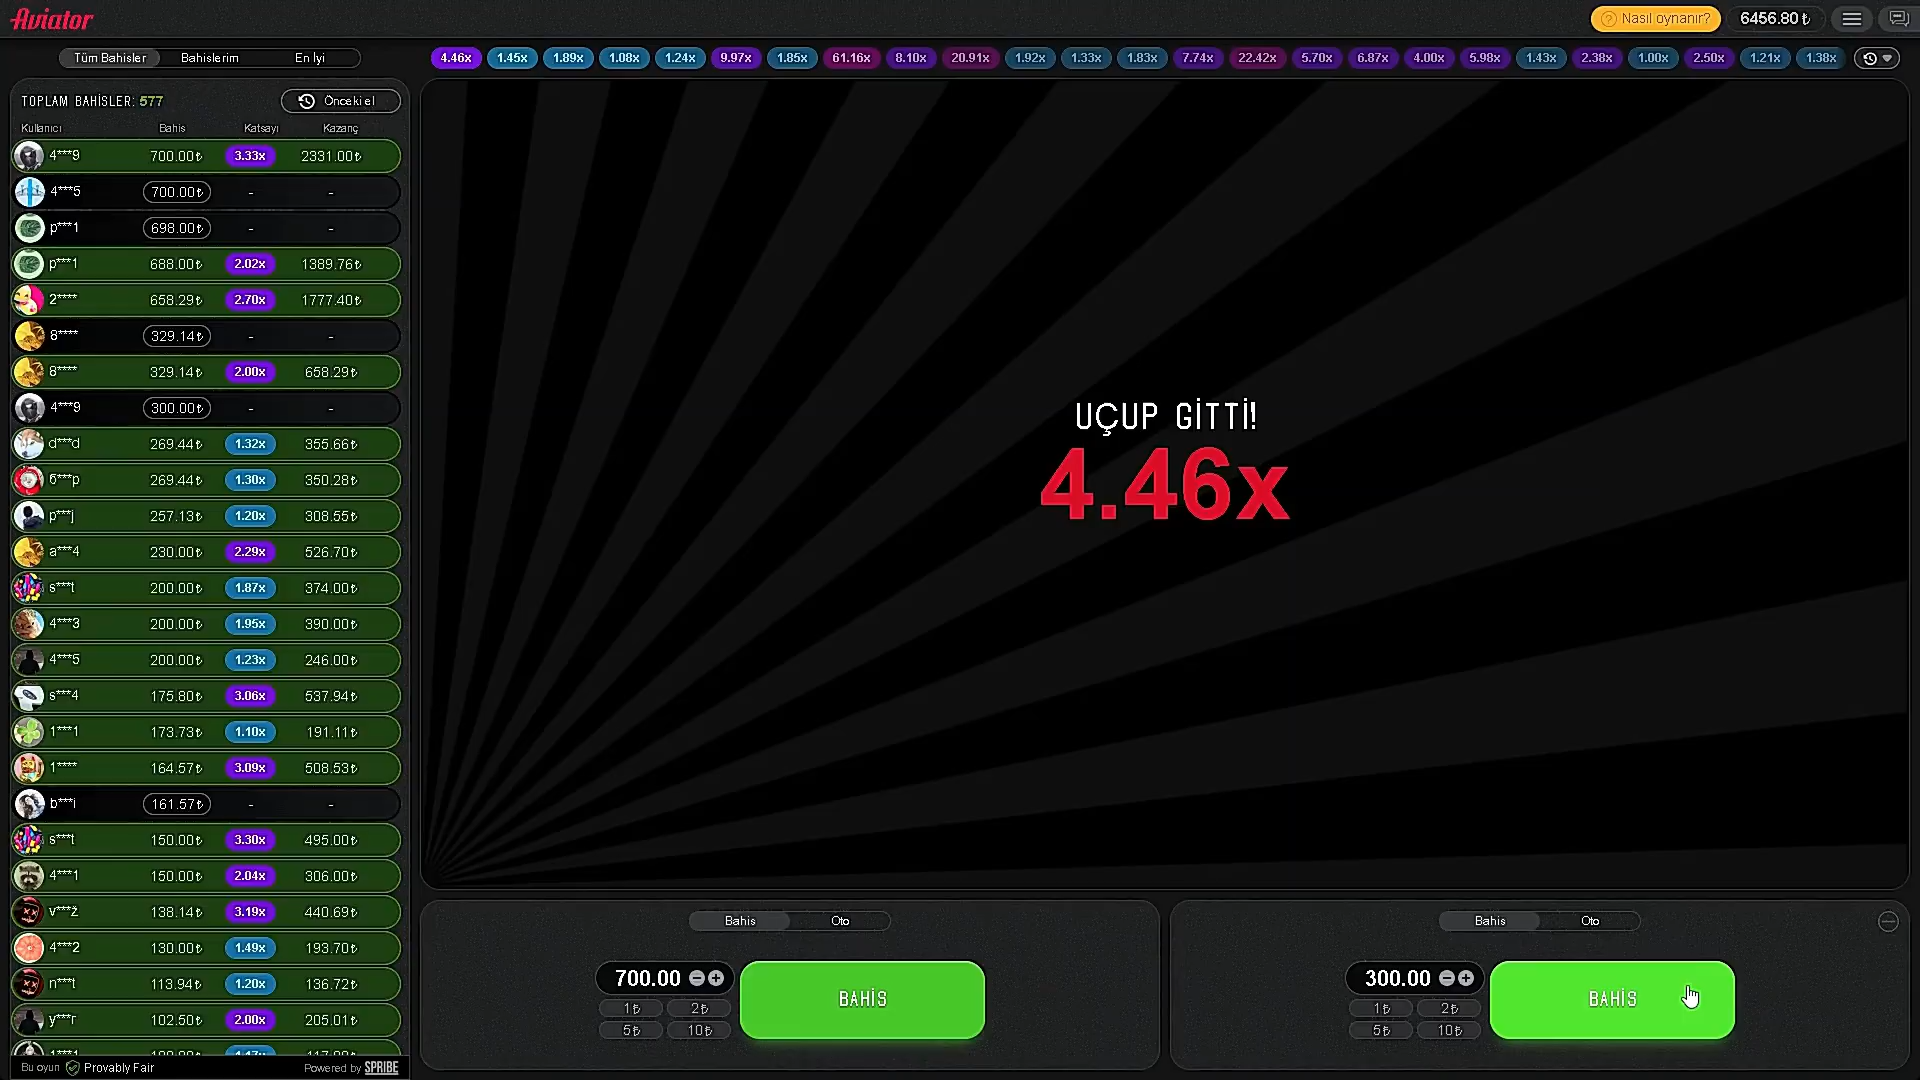 Aviator
Nasıl oynanır? 6456.80₺
Tüm Bahisler Bahislerim En İyi
4.46x 1.45x 1.89x 1.08x 1.24x 9.97x 1.85x 61.16x 8.10x 20.91x 1.92x 1.33x 1.83x 7.74x 22.42x 5.70x 6.87x 4.00x 5.98x 1.43x 2.38x 1.00x 2.50x 1.21x 1.38x
TOPLAM BAHİSLER: 577 Önceki el
Kullanıcı Bahis Katsayı Kazanç
4***9 700.00₺ 3.33x 2331.00₺
4***5 700.00₺ - -
p***1 698.00₺ - -
p***1 688.00₺ 2.02x 1389.76₺
2**** 658.29₺ 2.70x 1777.40₺
8**** 329.14₺ - -
8**** 329.14₺ 2.00x 658.29₺
4***9 300.00₺ - -
d***d 269.44₺ 1.32x 355.66₺
6***p 269.44₺ 1.30x 350.28₺
p***j 257.13₺ 1.20x 308.55₺
a***4 230.00₺ 2.29x 526.70₺
s***t 200.00₺ 1.87x 374.00₺
4***3 200.00₺ 1.95x 390.00₺
4***5 200.00₺ 1.23x 246.00₺
s***4 175.80₺ 3.06x 537.94₺
1***1 173.73₺ 1.10x 191.11₺
1**** 164.57₺ 3.09x 508.53₺
b***i 161.57₺ - -
s***t 150.00₺ 3.30x 495.00₺
4***1 150.00₺ 2.04x 306.00₺
v***ž 138.14₺ 3.19x 440.69₺
4***2 130.00₺ 1.49x 193.70₺
n***t 113.94₺ 1.20x 136.72₺
y***r 102.50₺ 2.00x 205.01₺
Bu oyun Provably Fair Powered by SPRIBE
UÇUP GİTTİ!
4.46x
Bahis Oto
700.00
1₺ 2₺
5₺ 10₺
BAHİS
Bahis Oto
300.00
1₺ 2₺
5₺ 10₺
BAHİS